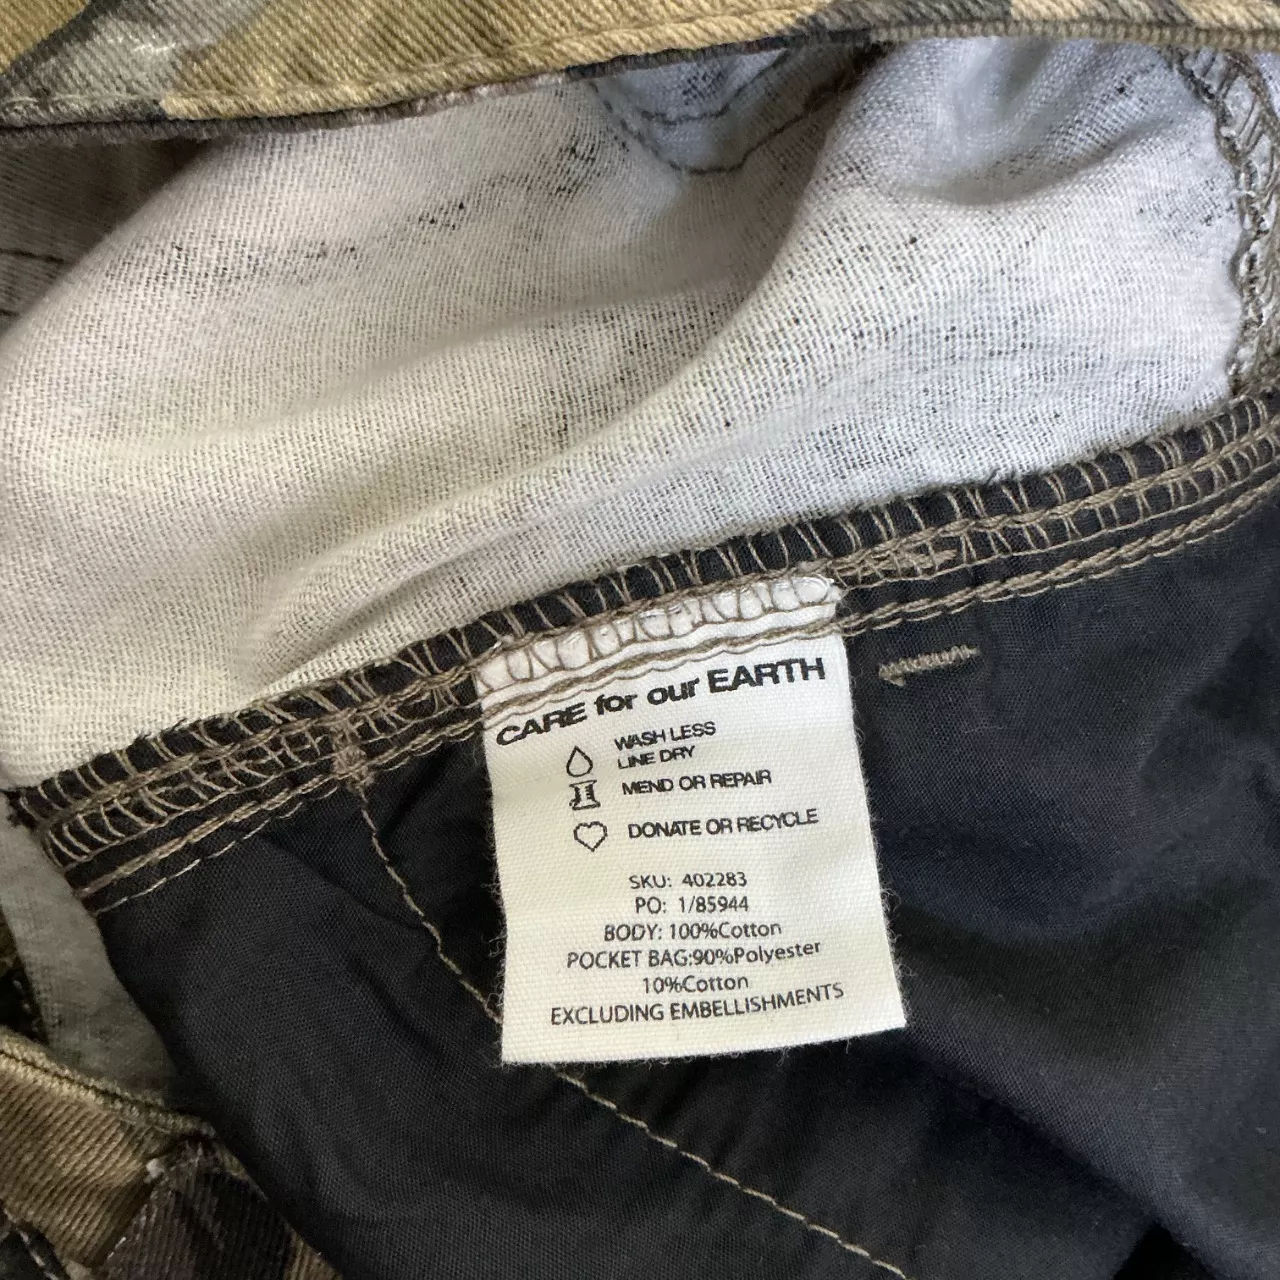 CARE for our EARTH
WASH LESS
LINE DRY
MEND OR REPAIR
DONATE OR RECYCLE
SKU: 402283
PO: 1/85944
BODY: 100%Cotton
POCKET BAG:90%Polyester
10%Cotton
EXCLUDING EMBELLISHMENTS